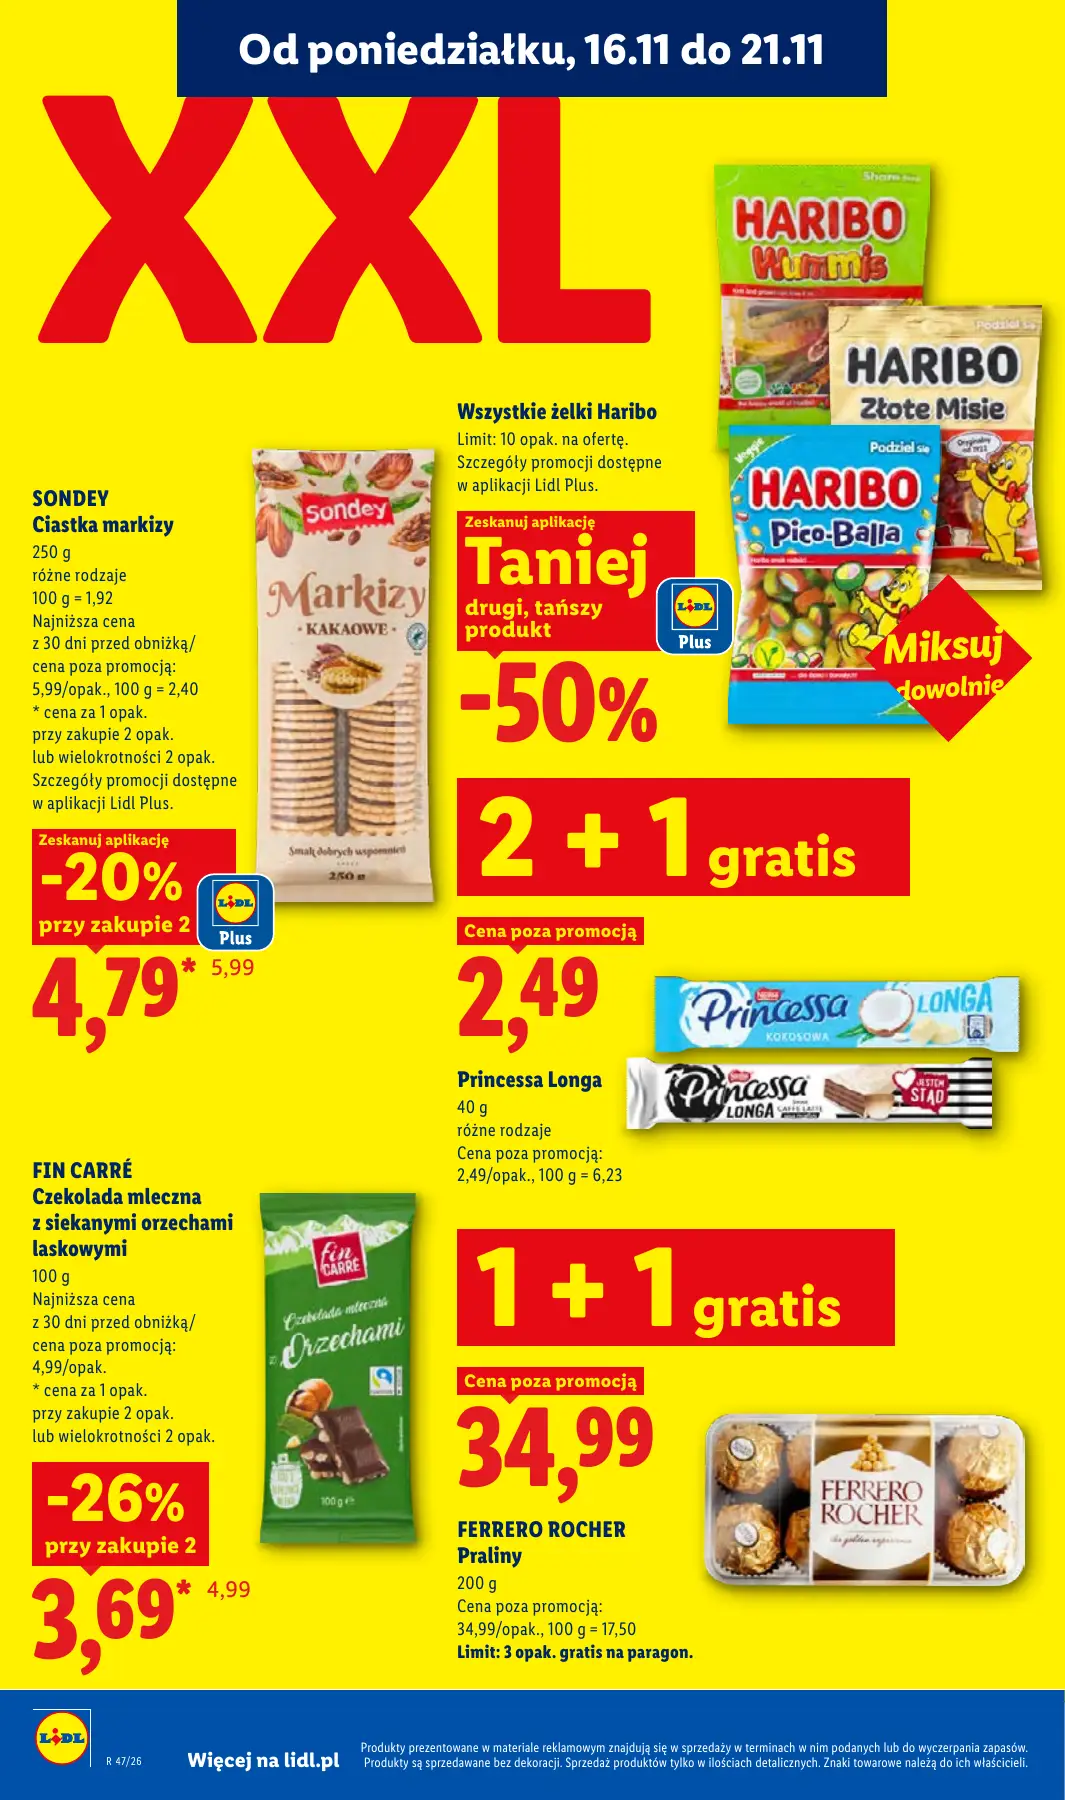 Od poniedziałku, 16.11 do 21.11
XXL
HARIBO
Wummis
HARIBO
Złote Misie
Podziel się
HARIBO
Pico-Balla
Veggie
Miksuj
dowolnie
Wszystkie żelki Haribo
Limit: 10 opak. na ofertę.
Szczegóły promocji dostępne
w aplikacji Lidl Plus.
Zeskanuj aplikację
Taniej
drugi, tańszy
produkt
-50%
LIDL
Plus
SONDEY
Ciastka markizy
250 g
różne rodzaje
100 g = 1,92
Najniższa cena
z 30 dni przed obniżką/
cena poza promocją:
5,99/opak., 100 g = 2,40
* cena za 1 opak.
przy zakupie 2 opak.
lub wielokrotności 2 opak.
Szczegóły promocji dostępne
w aplikacji Lidl Plus.
Zeskanuj aplikację
-20%
przy zakupie 2
LIDL
Plus
4,79*
5,99
Sondey
Markizy
• KAKAOWE •
Smak dobrych wspomnień
250 g
2 + 1 gratis
Cena poza promocją
2,49
Princessa Longa
40 g
różne rodzaje
Cena poza promocją:
2,49/opak., 100 g = 6,23
Princessa LONGA
KOKOSOWA
Princessa
LONGA CAFFE LATTE
JESTEM
STĄD
FIN CARRÉ
Czekolada mleczna
z siekanymi orzechami
laskowymi
100 g
Najniższa cena
z 30 dni przed obniżką/
cena poza promocją:
4,99/opak.
* cena za 1 opak.
przy zakupie 2 opak.
lub wielokrotności 2 opak.
-26%
przy zakupie 2
3,69*
4,99
fin
CARRÉ
Czekolada mleczna
z Orzechami
100 g e
1 + 1 gratis
Cena poza promocją
34,99
FERRERO ROCHER
Praliny
200 g
Cena poza promocją:
34,99/opak., 100 g = 17,50
Limit: 3 opak. gratis na paragon.
FERRERO
ROCHER
LIDL
R 47/26
Więcej na lidl.pl
Produkty prezentowane w materiale reklamowym znajdują się w sprzedaży w terminach w nim podanych lub do wyczerpania zapasów.
Produkty są sprzedawane bez dekoracji. Sprzedaż produktów tylko w ilościach detalicznych. Znaki towarowe należą do ich właścicieli.